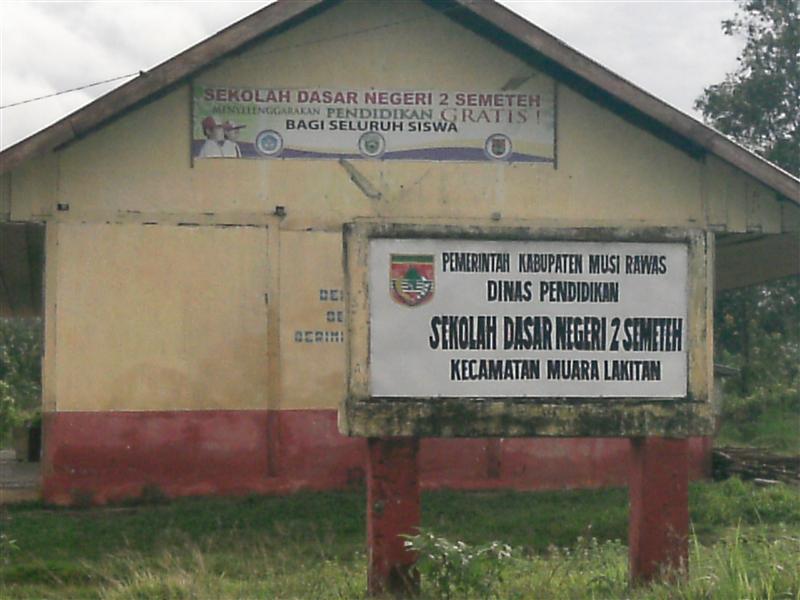 SEKOLAH DASAR NEGERI 2 SEMETEH
MENYELENGGARAKAN PENDIDIKAN GRATIS !
BAGI SELURUH SISWA
PEMERINTAH KABUPATEN MUSI RAWAS
DINAS PENDIDIKAN
SEKOLAH DASAR NEGERI 2 SEMETEH
KECAMATAN MUARA LAKITAN